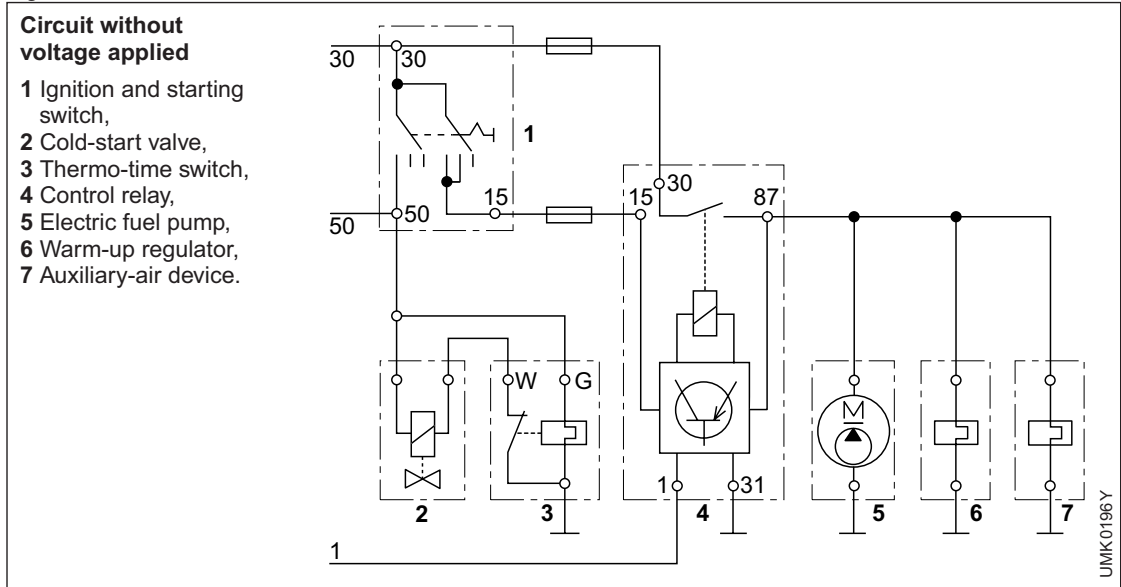 Circuit without
voltage applied
1 Ignition and starting
switch,
2 Cold-start valve,
3 Thermo-time switch,
4 Control relay,
5 Electric fuel pump,
6 Warm-up regulator,
7 Auxiliary-air device.
30
30
1
30
15
87
15
50
50
W
G
M
1
31
2
3
4
5
6
7
1
UMK0196Y